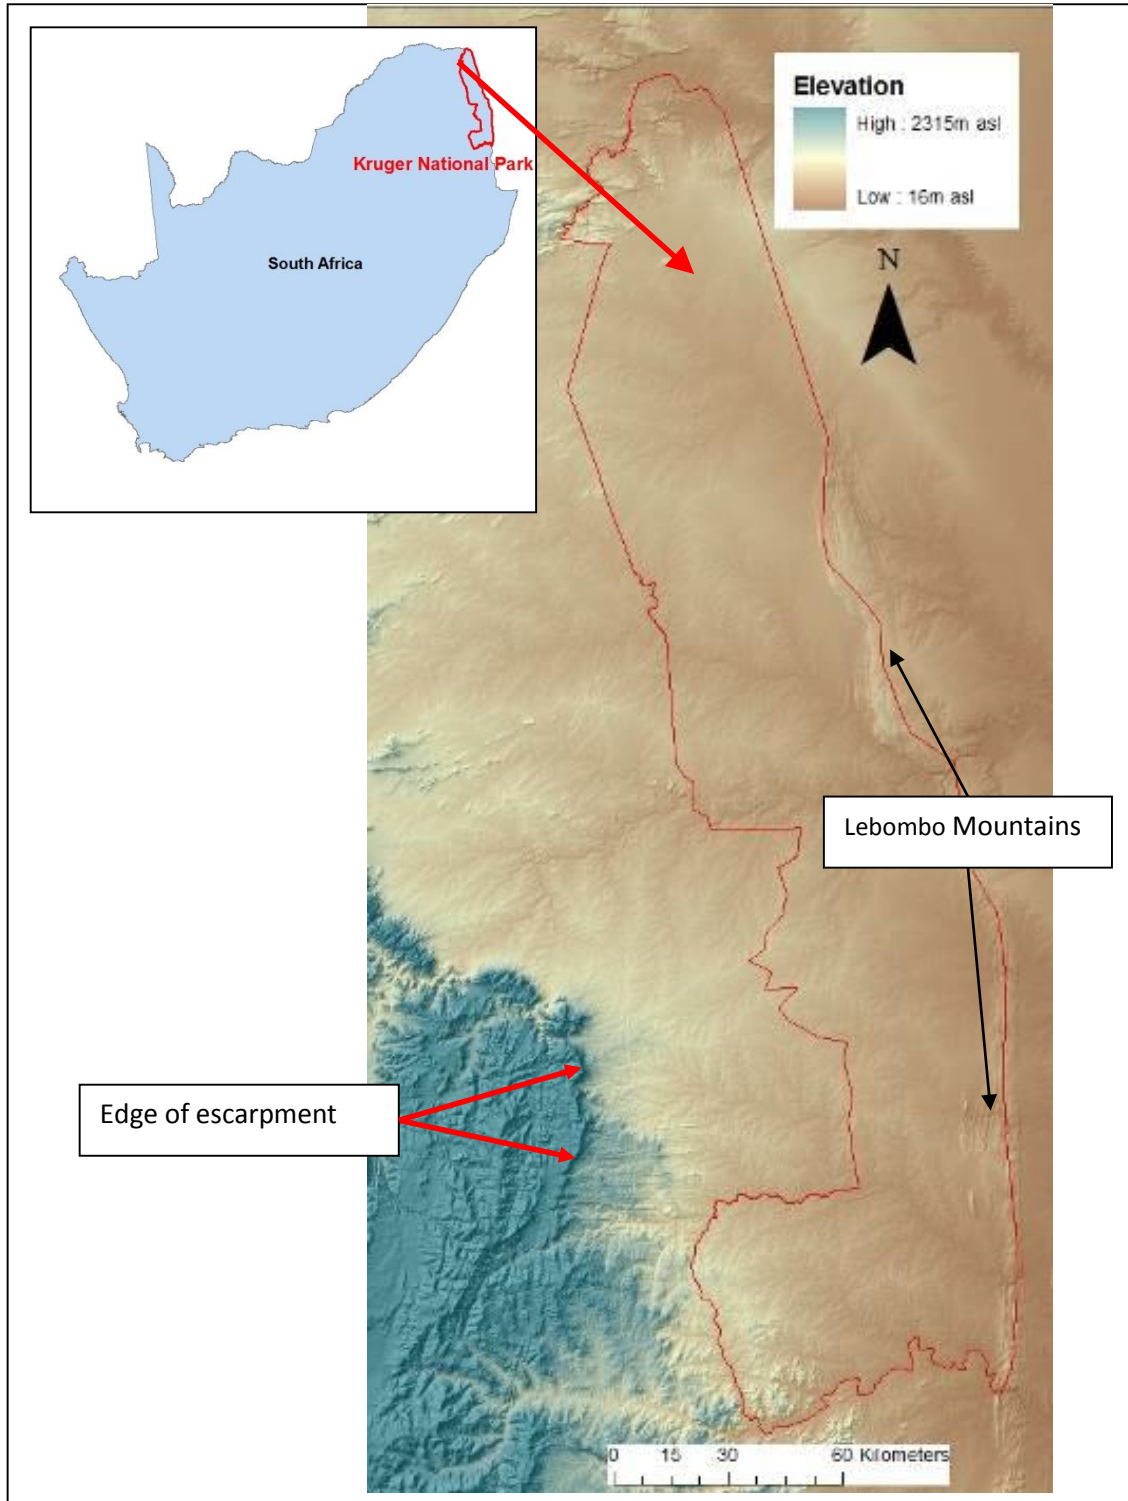 Kruger National Park
South Africa
Elevation
High : 2315m asl
Low : 16m asl
N
Lebombo Mountains
Edge of escarpment
0 15 30 60 Kilometers